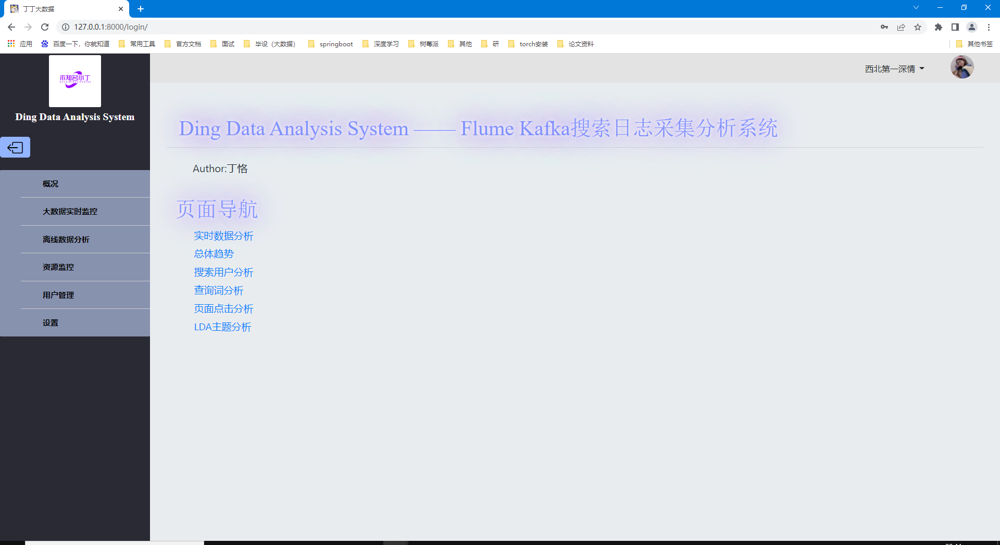 丁丁大数据
127.0.0.1:8000/login/
应用 百度一下，你就知道 常用工具 官方文档 面试 毕设（大数据） springboot 深度学习 树莓派 其他 研 torch安装 论文资料 其他书签
不知名小丁
Ding Data Analysis System
西北第一深情
概况
大数据实时监控
离线数据分析
资源监控
用户管理
设置
Ding Data Analysis System —— Flume Kafka搜索日志采集分析系统
Author:丁恪
页面导航
实时数据分析
总体趋势
搜索用户分析
查询词分析
页面点击分析
LDA主题分析